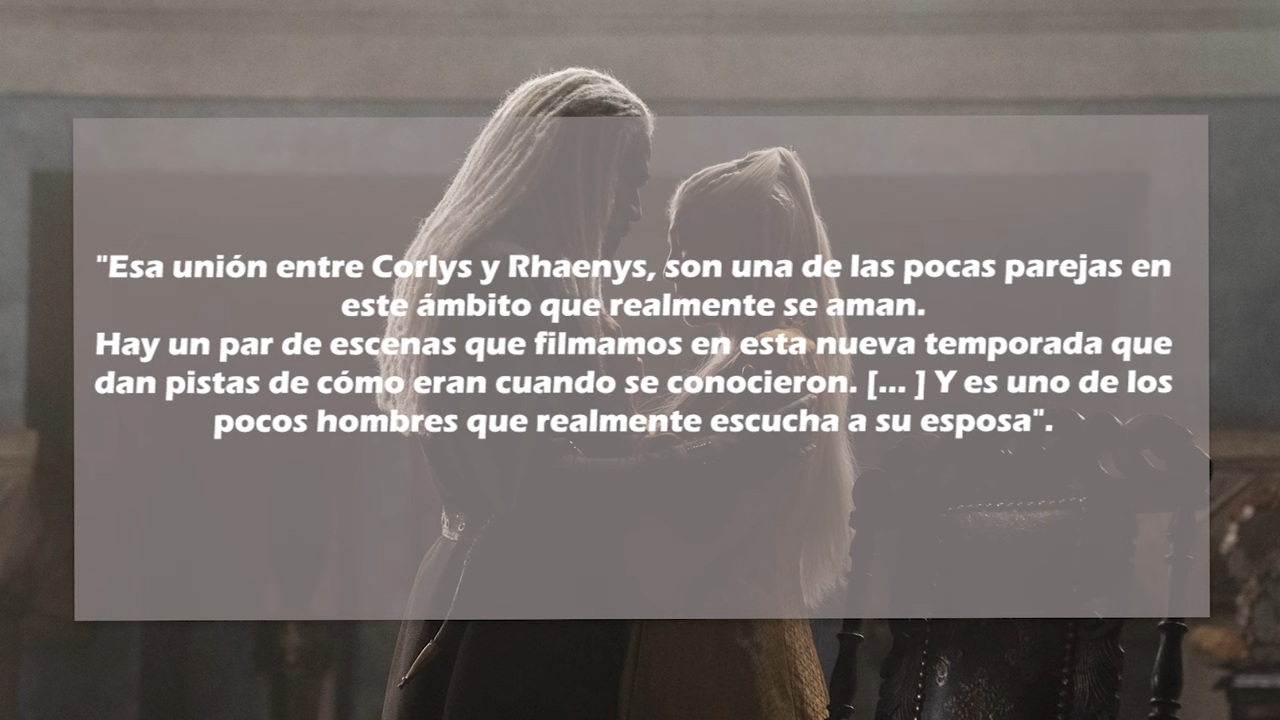 "Esa unión entre Corlys y Rhaenys, son una de las pocas parejas en
este ámbito que realmente se aman.
Hay un par de escenas que filmamos en esta nueva temporada que
dan pistas de cómo eran cuando se conocieron. [... ] Y es uno de los
pocos hombres que realmente escucha a su esposa".